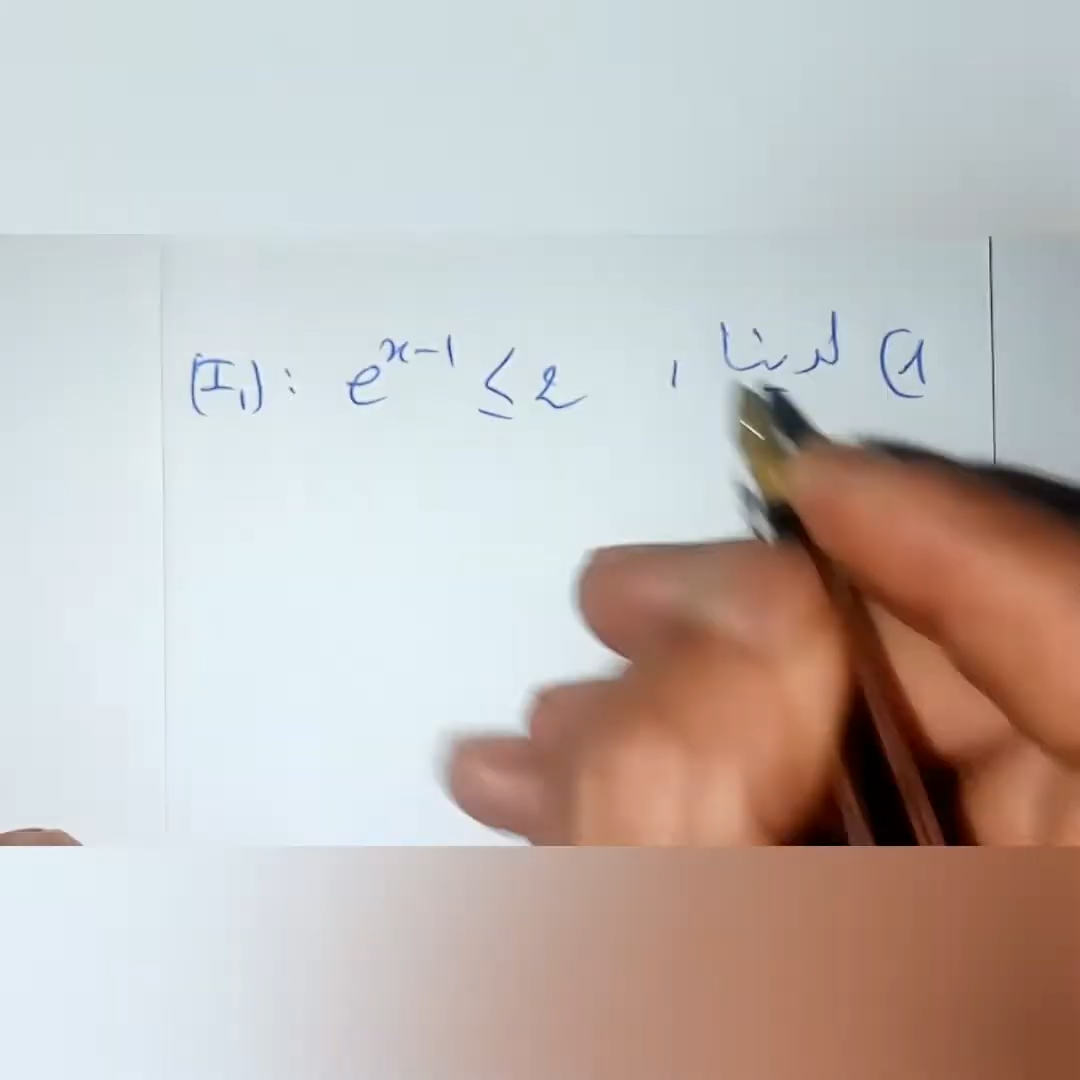 1) لدينا ، (I₁): e^{x-1} ≤ 2